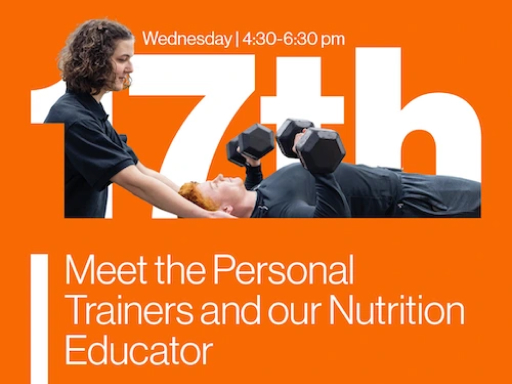 Wednesday | 4:30-6:30 pm
17th
Meet the Personal
Trainers and our Nutrition
Educator